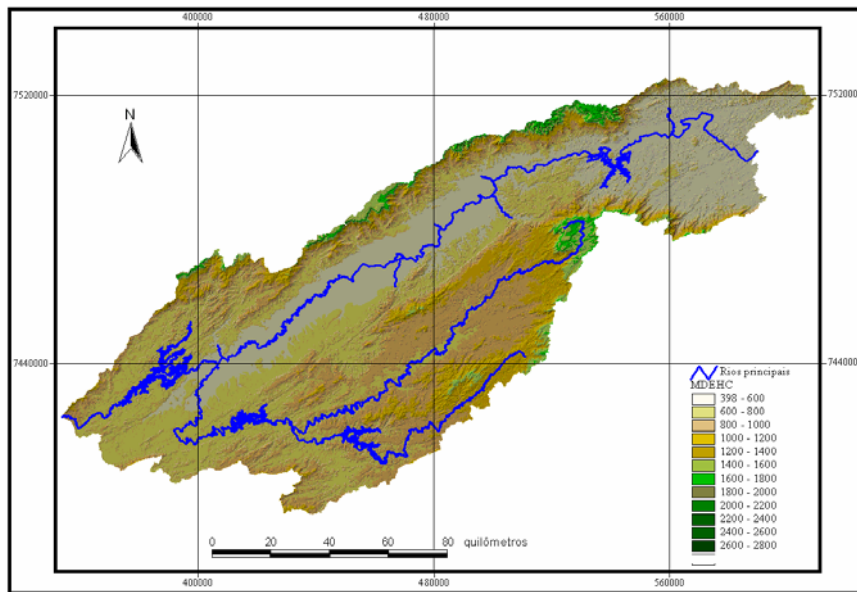 400000 480000 560000
7520000 7520000
N
7440000 7440000
Rios principais
MDEHC
398 - 600
600 - 800
800 - 1000
1000 - 1200
1200 - 1400
1400 - 1600
1600 - 1800
1800 - 2000
2000 - 2200
2200 - 2400
2400 - 2600
2600 - 2800
0 20 40 60 80 quilômetros
400000 480000 560000